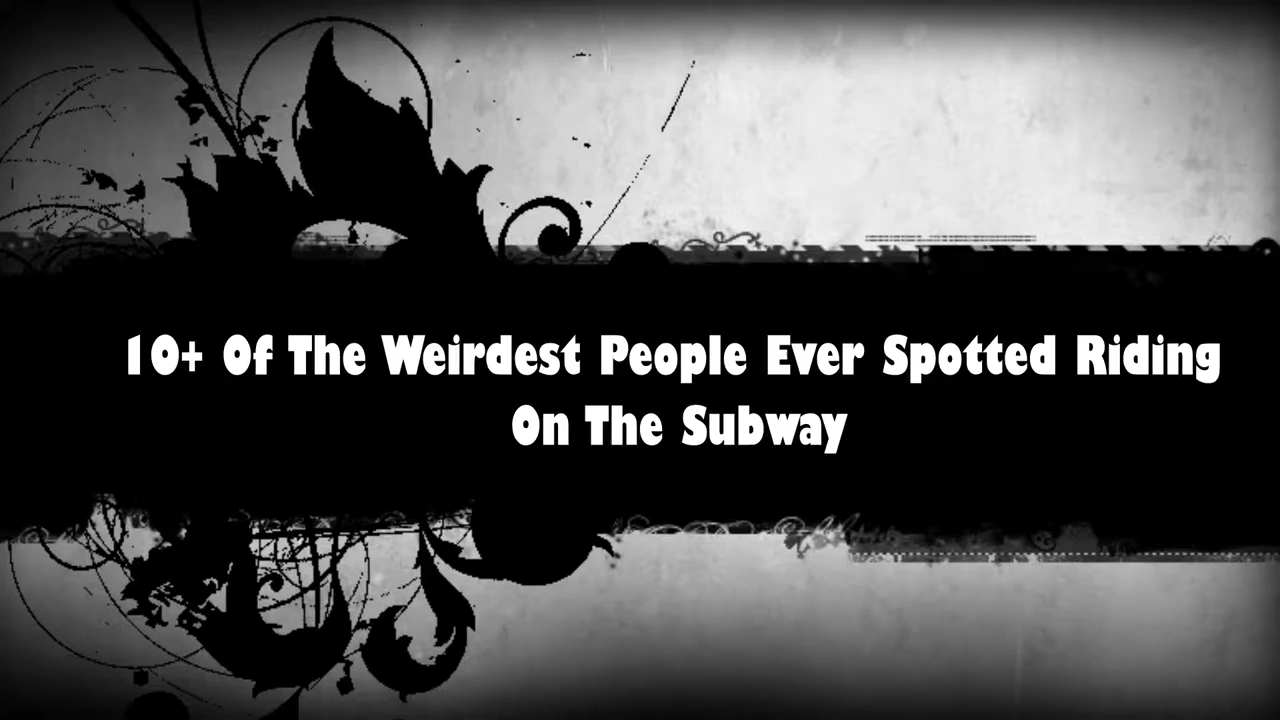 10+ Of The Weirdest People Ever Spotted Riding
On The Subway